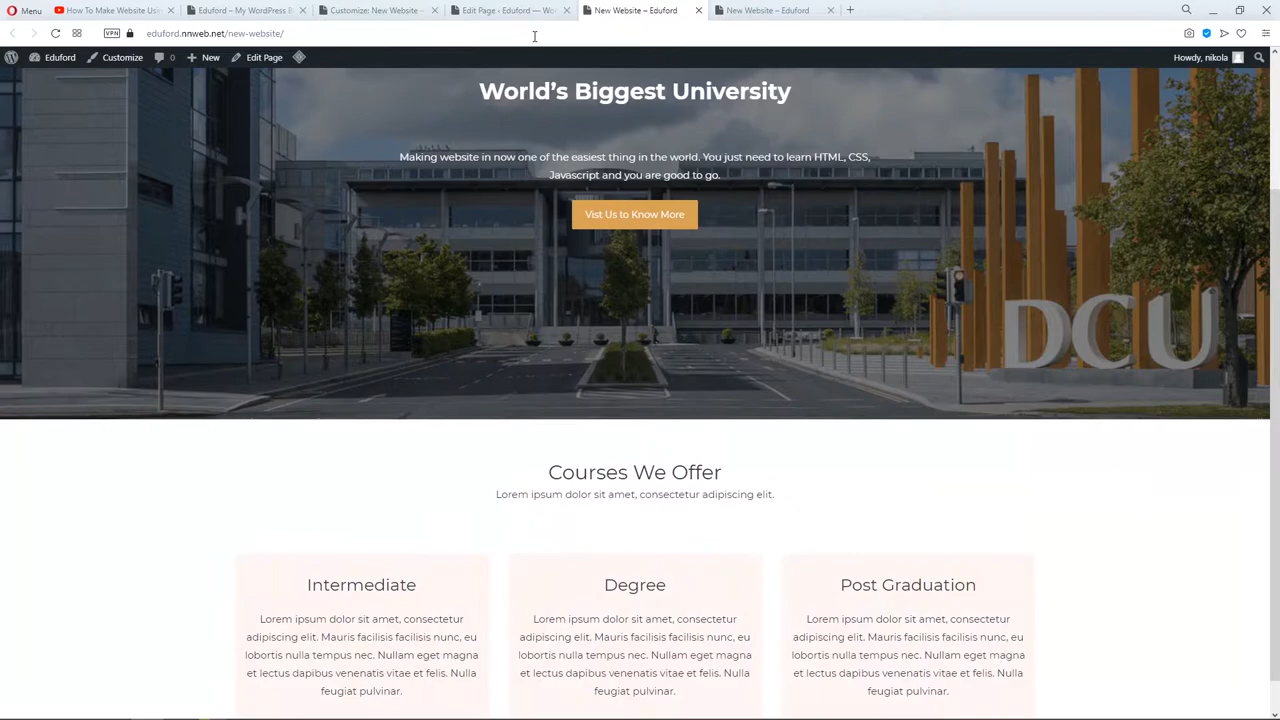 Menu
How To Make Website Usin
Eduford – My WordPress B
Customize: New Website –
Edit Page ‹ Eduford — Wo
New Website – Eduford
New Website – Eduford
VPN
eduford.nnweb.net/new-website/
Eduford
Customize
0
New
Edit Page
Howdy, nikola
World's Biggest University
Making website in now one of the easiest thing in the world. You just need to learn HTML, CSS,
Javascript and you are good to go.
Vist Us to Know More
DCU
Courses We Offer
Lorem ipsum dolor sit amet, consectetur adipiscing elit.
Intermediate
Lorem ipsum dolor sit amet, consectetur
adipiscing elit. Mauris facilisis facilisis nunc, eu
lobortis nulla tempus nec. Nullam eget magna
et lectus dapibus venenatis vitae et felis. Nulla
feugiat pulvinar.
Degree
Lorem ipsum dolor sit amet, consectetur
adipiscing elit. Mauris facilisis facilisis nunc, eu
lobortis nulla tempus nec. Nullam eget magna
et lectus dapibus venenatis vitae et felis. Nulla
feugiat pulvinar.
Post Graduation
Lorem ipsum dolor sit amet, consectetur
adipiscing elit. Mauris facilisis facilisis nunc, eu
lobortis nulla tempus nec. Nullam eget magna
et lectus dapibus venenatis vitae et felis. Nulla
feugiat pulvinar.